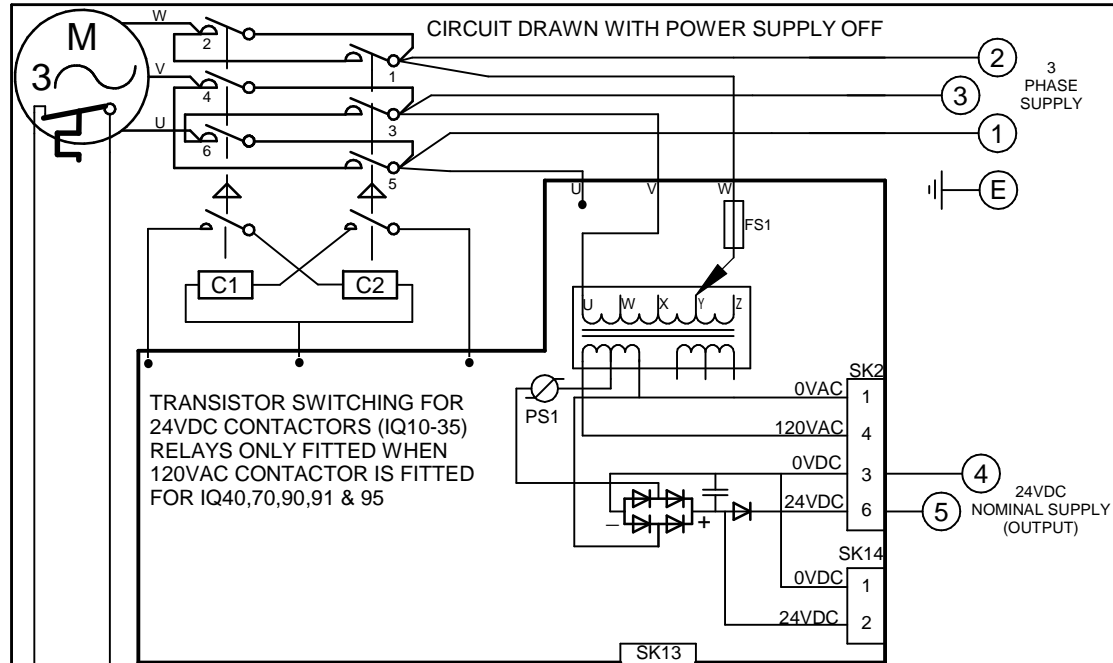 CIRCUIT DRAWN WITH POWER SUPPLY OFF
M
3
W
V
U
2
4
6
1
3
5
2
3
1
E
3
PHASE
SUPPLY
U
V
W
FS1
C1
C2
U W X Y Z
PS1
TRANSISTOR SWITCHING FOR
24VDC CONTACTORS (IQ10-35)
RELAYS ONLY FITTED WHEN
120VAC CONTACTOR IS FITTED
FOR IQ40,70,90,91 & 95
SK2
0VAC 1
120VAC 4
0VDC 3
24VDC 6
– +
4
5
24VDC
NOMINAL SUPPLY
(OUTPUT)
SK14
0VDC 1
24VDC 2
SK13